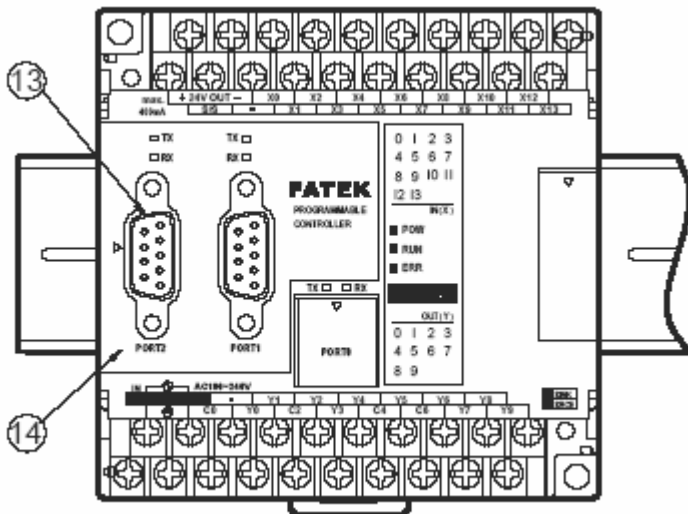 13
max.
400mA
+ 24V OUT − X0 X2 X4 X6 X8 X10 X12
S/S X1 X3 X5 X7 X9 X11 X13
TX TX
RX RX
FATEK
PROGRAMMABLE
CONTROLLER
0 1 2 3
4 5 6 7
8 9 10 11
12 13
IN(X)
POW
RUN
ERR
TX RX
OUT(Y)
0 1 2 3
4 5 6 7
8 9
PORT2 PORT1 PORT0
14
IN AC100~240V
Y1 Y2 Y4 Y5 Y6 Y8
C0 Y0 C2 Y3 C4 C6 Y7 Y9